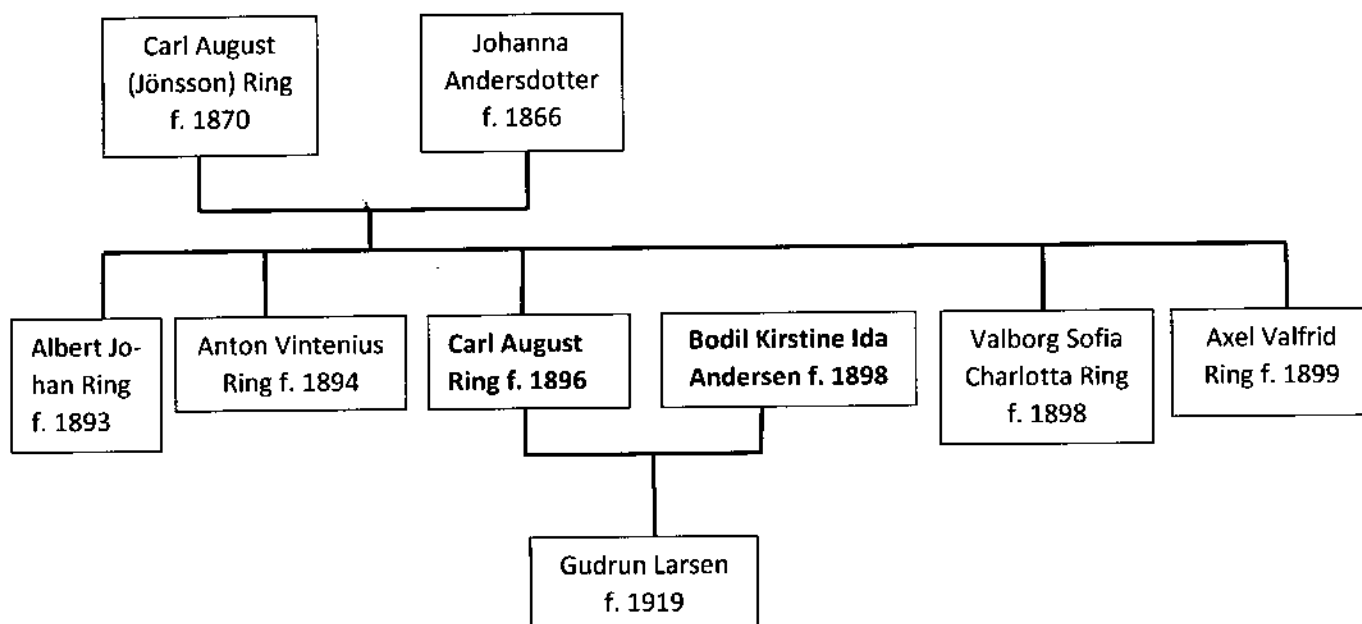 Carl August
(Jönsson) Ring
f. 1870
Johanna
Andersdotter
f. 1866
Albert Jo-
han Ring
f. 1893
Anton Vintenius
Ring f. 1894
Carl August
Ring f. 1896
Bodil Kirstine Ida
Andersen f. 1898
Valborg Sofia
Charlotta Ring
f. 1898
Axel Valfrid
Ring f. 1899
Gudrun Larsen
f. 1919